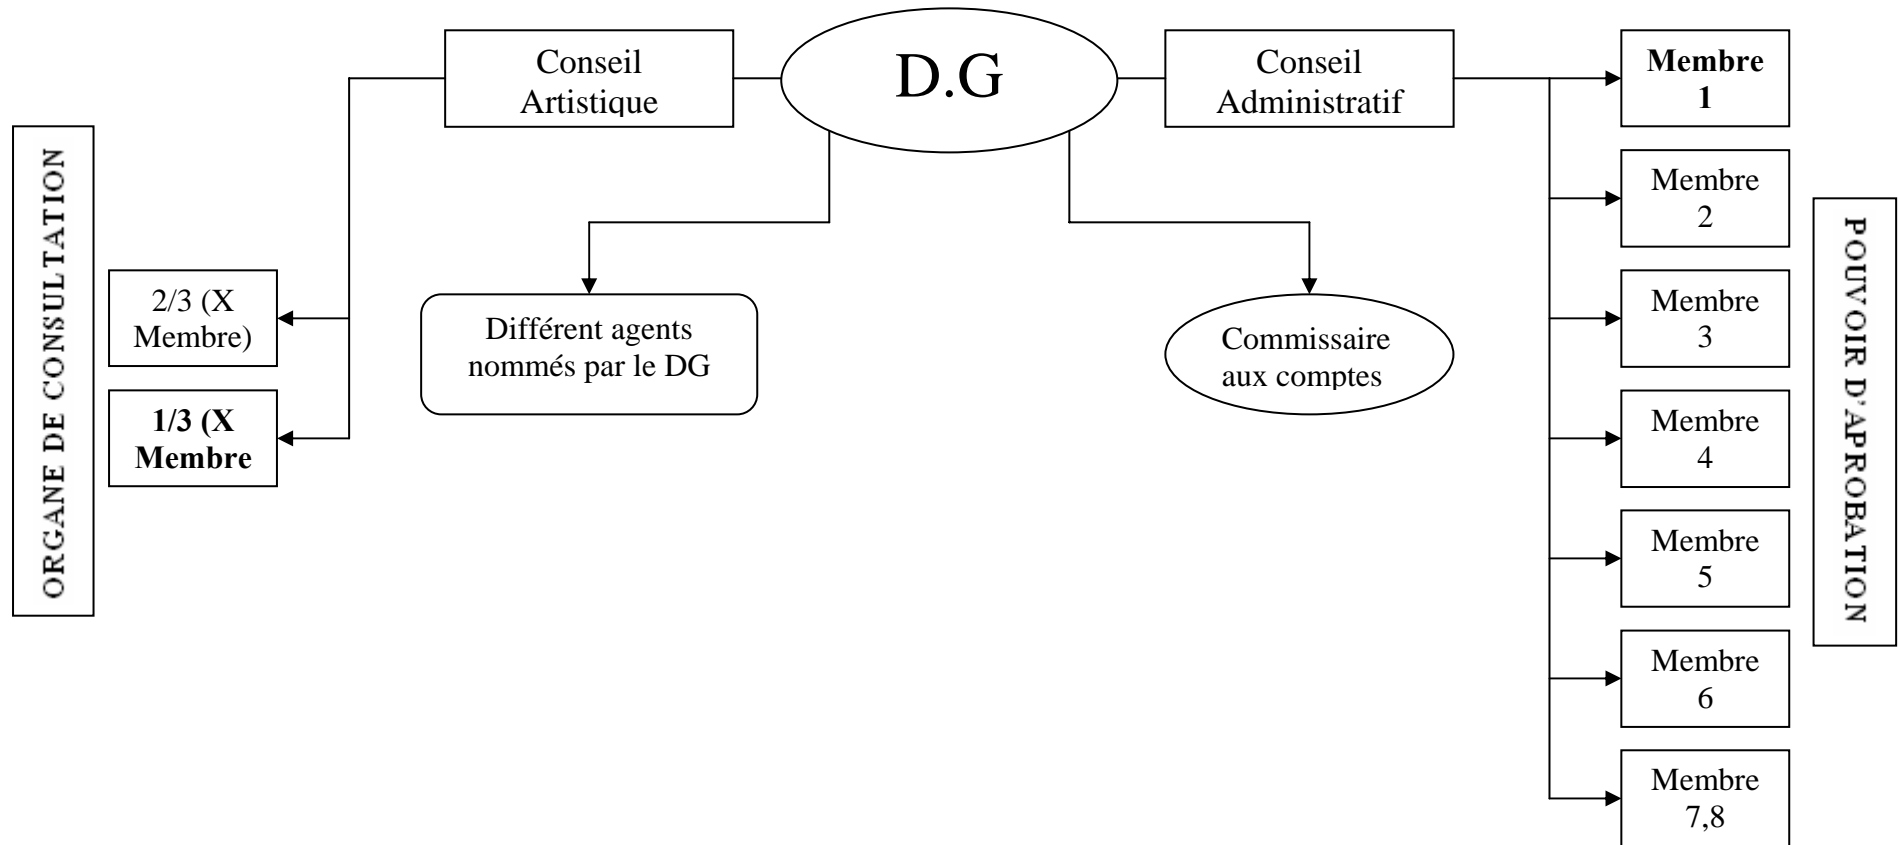 Conseil
Artistique
D.G
Conseil
Administratif
Membre
1
ORGANE DE CONSULTATION
Membre
2
POUVOIR D'APROBATION
2/3 (X
Membre)
Différent agents
nommés par le DG
Commissaire
aux comptes
Membre
3
1/3 (X
Membre
Membre
4
Membre
5
Membre
6
Membre
7,8